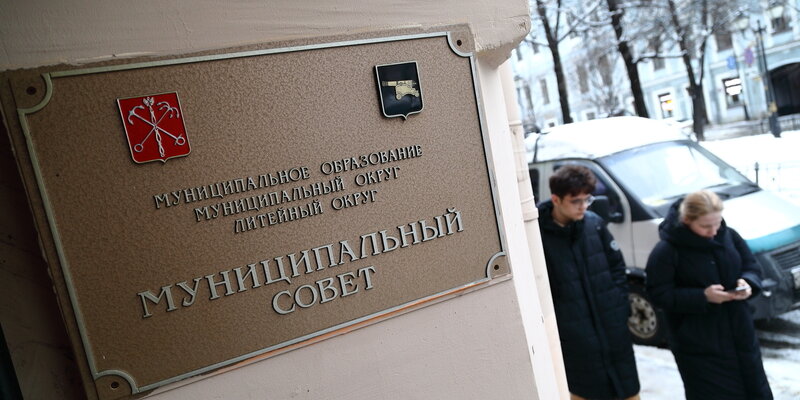 МУНИЦИПАЛЬНОЕ ОБРАЗОВАНИЕ
МУНИЦИПАЛЬНЫЙ ОКРУГ
ЛИТЕЙНЫЙ ОКРУГ
МУНИЦИПАЛЬНЫЙ
СОВЕТ